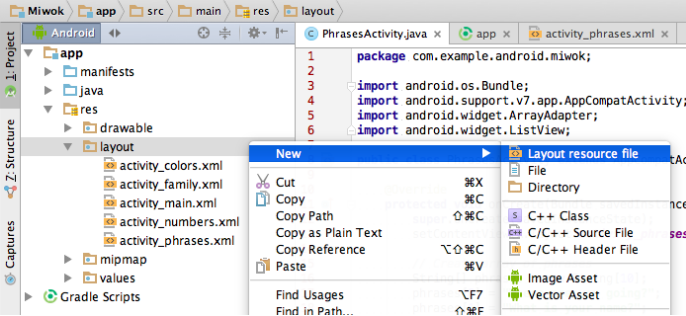 Miwok app src main res layout
Android
PhrasesActivity.java app activity_phrases.xml
1: Project
Z: Structure
Captures
app
manifests
java
res
drawable
layout
activity_colors.xml
activity_family.xml
activity_main.xml
activity_numbers.xml
activity_phrases.xml
mipmap
values
Gradle Scripts
1 package com.example.android.miwok;
2
3 import android.os.Bundle;
4 import android.support.v7.app.AppCompatActivity;
5 import android.widget.ArrayAdapter;
6 import android.widget.ListView;
New
Cut ⌘X
Copy ⌘C
Copy Path ⇧⌘C
Copy as Plain Text
Copy Reference ⌥⇧⌘C
Paste ⌘V
Find Usages ⌥F7
Find in Path... ⇧⌘F
Layout resource file
File
Directory
C++ Class
C/C++ Source File
C/C++ Header File
Image Asset
Vector Asset